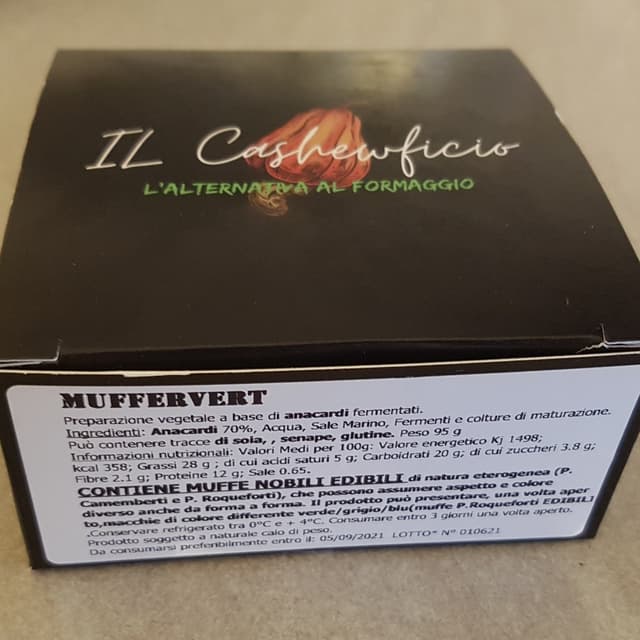 IL Cashewficio
L'ALTERNATIVA AL FORMAGGIO
MUFFERVERT
Preparazione vegetale a base di anacardi fermentati.
Ingredienti: Anacardi 70%, Acqua, Sale Marino, Fermenti e colture di maturazione.
Può contenere tracce di soia, , senape, glutine. Peso 95 g
Informazioni nutrizionali: Valori Medi per 100g: Valore energetico Kj 1498;
kcal 358; Grassi 28 g ; di cui acidi saturi 5 g; Carboidrati 20 g; di cui zuccheri 3.8 g;
Fibre 2.1 g; Proteine 12 g; Sale 0.65.
CONTIENE MUFFE NOBILI EDIBILI di natura eterogenea (P.
Camemberti e P. Roqueforti), che possono assumere aspetto e colore
diverso anche da forma a forma. Il prodotto può presentare, una volta aper
to,macchie di colore differente verde/grigio/blu(muffe P.Roqueforti EDIBILI
.Conservare refrigerato tra 0°C e + 4°C. Consumare entro 3 giorni una volta aperto.
Prodotto soggetto a naturale calo di peso.
Da consumarsi preferibilmente entro il: 05/09/2021 LOTTO* N° 010621